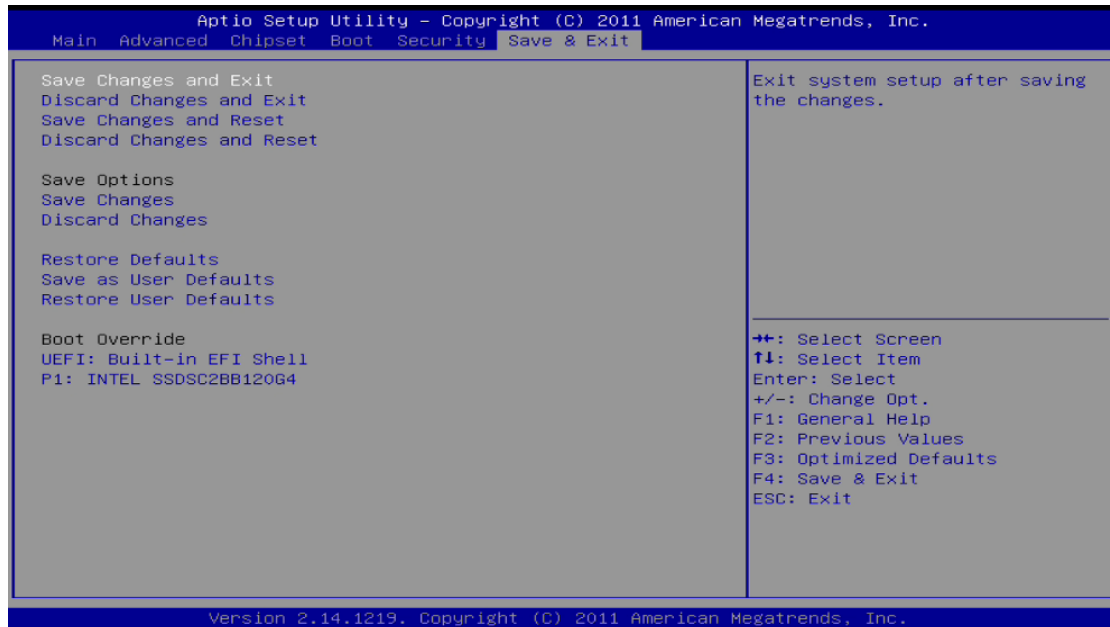 Aptio Setup Utility – Copyright (C) 2011 American Megatrends, Inc.
Main Advanced Chipset Boot Security Save & Exit
Save Changes and Exit
Discard Changes and Exit
Save Changes and Reset
Discard Changes and Reset
Save Options
Save Changes
Discard Changes
Restore Defaults
Save as User Defaults
Restore User Defaults
Boot Override
UEFI: Built-in EFI Shell
P1: INTEL SSDSC2BB120G4
Exit system setup after saving
the changes.
→←: Select Screen
↑↓: Select Item
Enter: Select
+/-: Change Opt.
F1: General Help
F2: Previous Values
F3: Optimized Defaults
F4: Save & Exit
ESC: Exit
Version 2.14.1219. Copyright (C) 2011 American Megatrends, Inc.